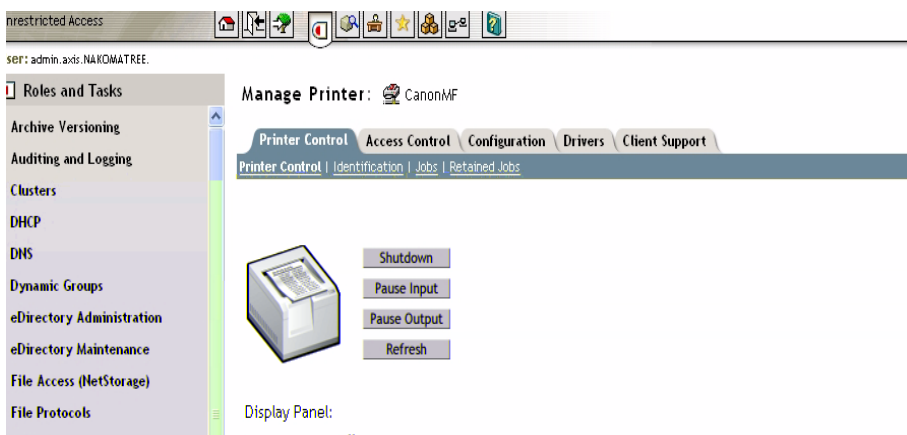 nrestricted Access
ser: admin.axis.NAKOMATREE.
Roles and Tasks
Archive Versioning
Auditing and Logging
Clusters
DHCP
DNS
Dynamic Groups
eDirectory Administration
eDirectory Maintenance
File Access (NetStorage)
File Protocols
Manage Printer: CanonMF
Printer Control Access Control Configuration Drivers Client Support
Printer Control | Identification | Jobs | Retained Jobs
Shutdown
Pause Input
Pause Output
Refresh
Display Panel: